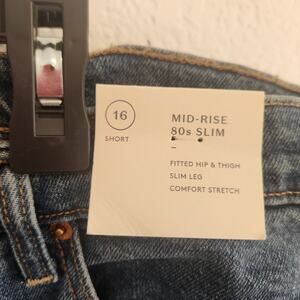 16
SHORT
MID-RISE
80s SLIM
–
FITTED HIP & THIGH
SLIM LEG
COMFORT STRETCH